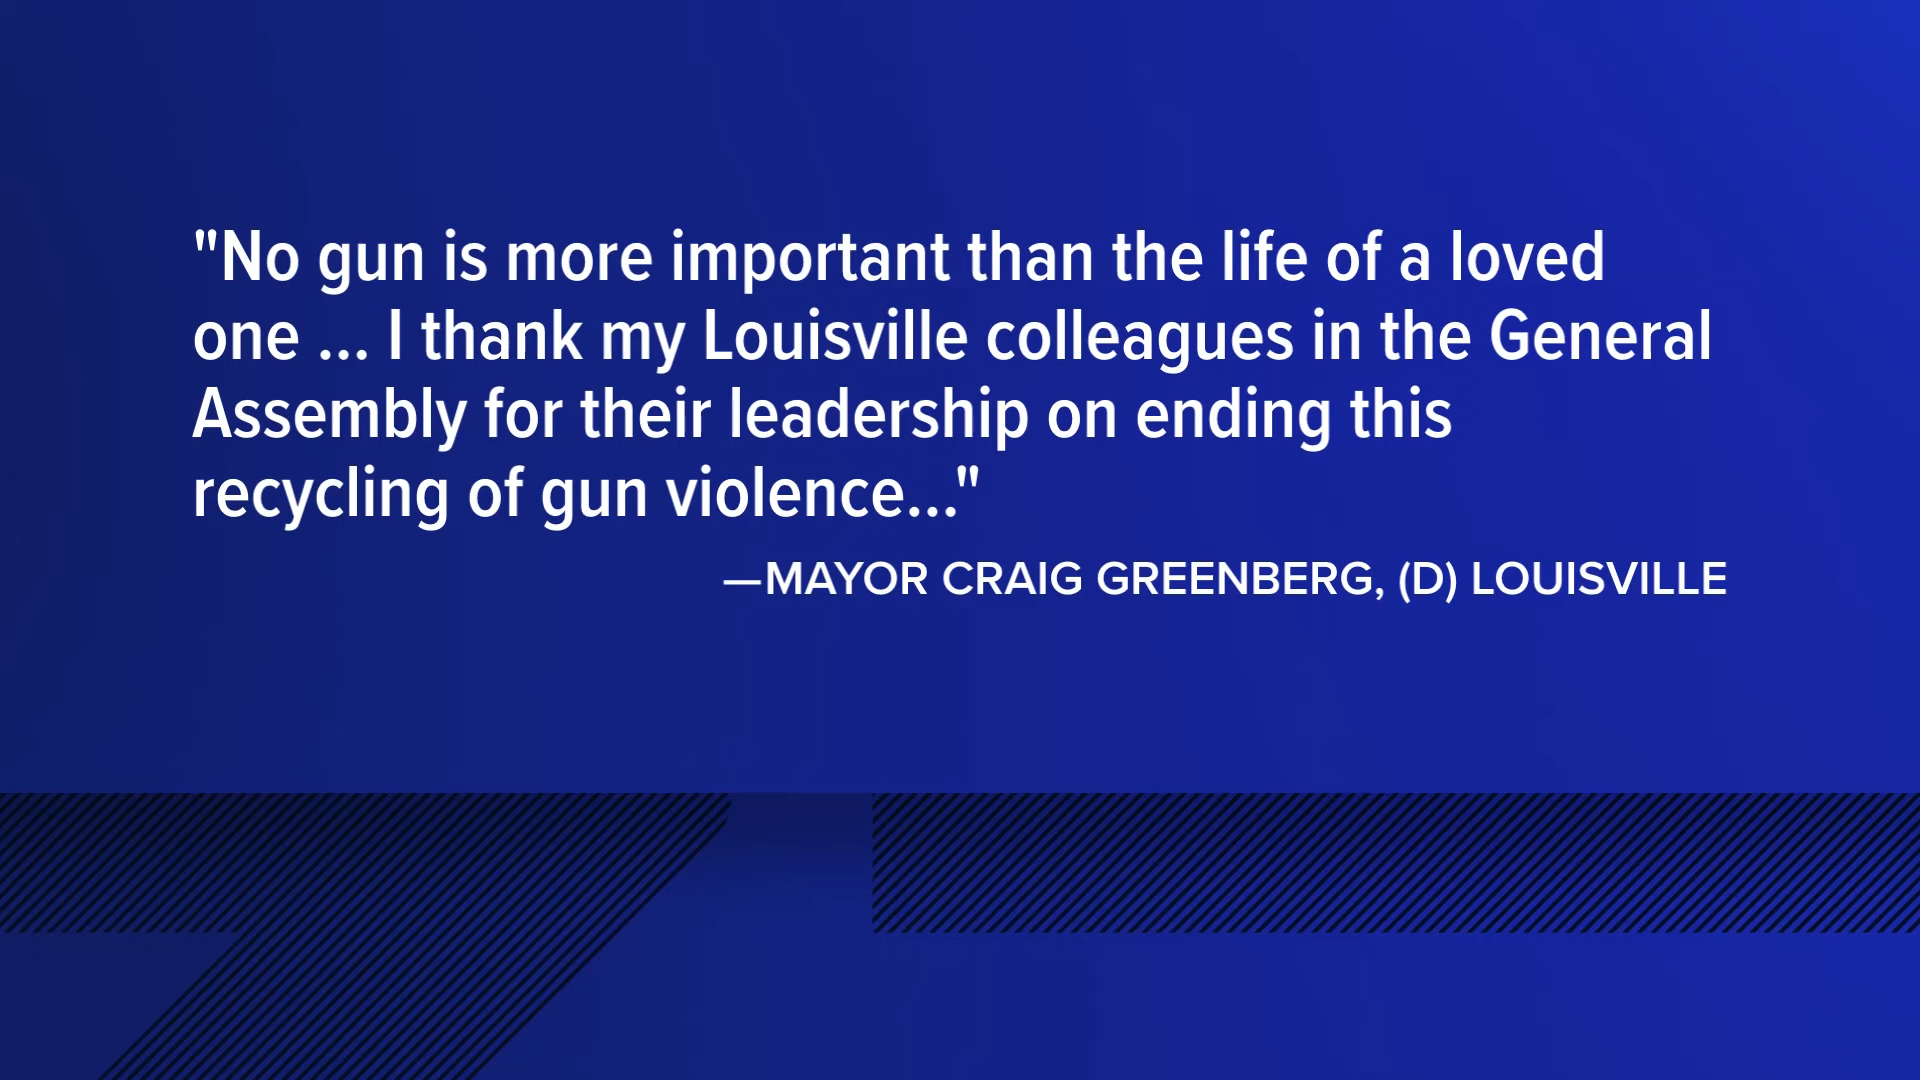 "No gun is more important than the life of a loved
one ... I thank my Louisville colleagues in the General
Assembly for their leadership on ending this
recycling of gun violence..."
—MAYOR CRAIG GREENBERG, (D) LOUISVILLE